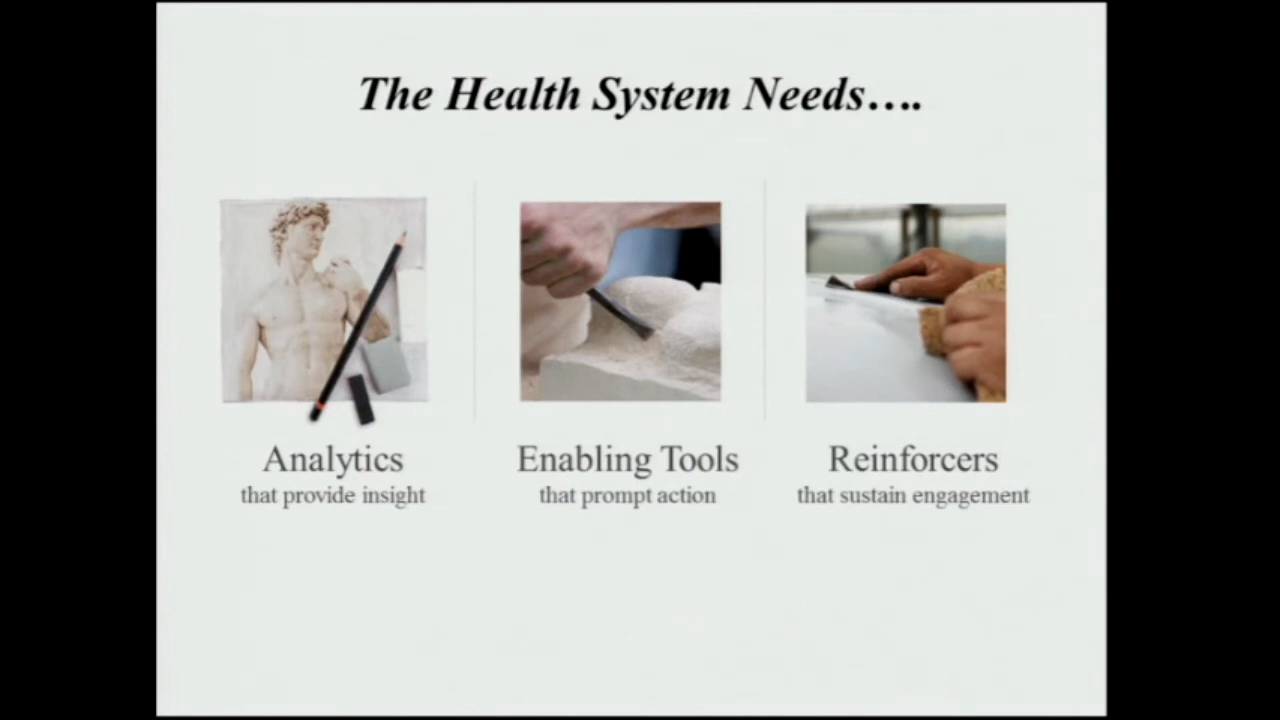 The Health System Needs….
Analytics
that provide insight
Enabling Tools
that prompt action
Reinforcers
that sustain engagement